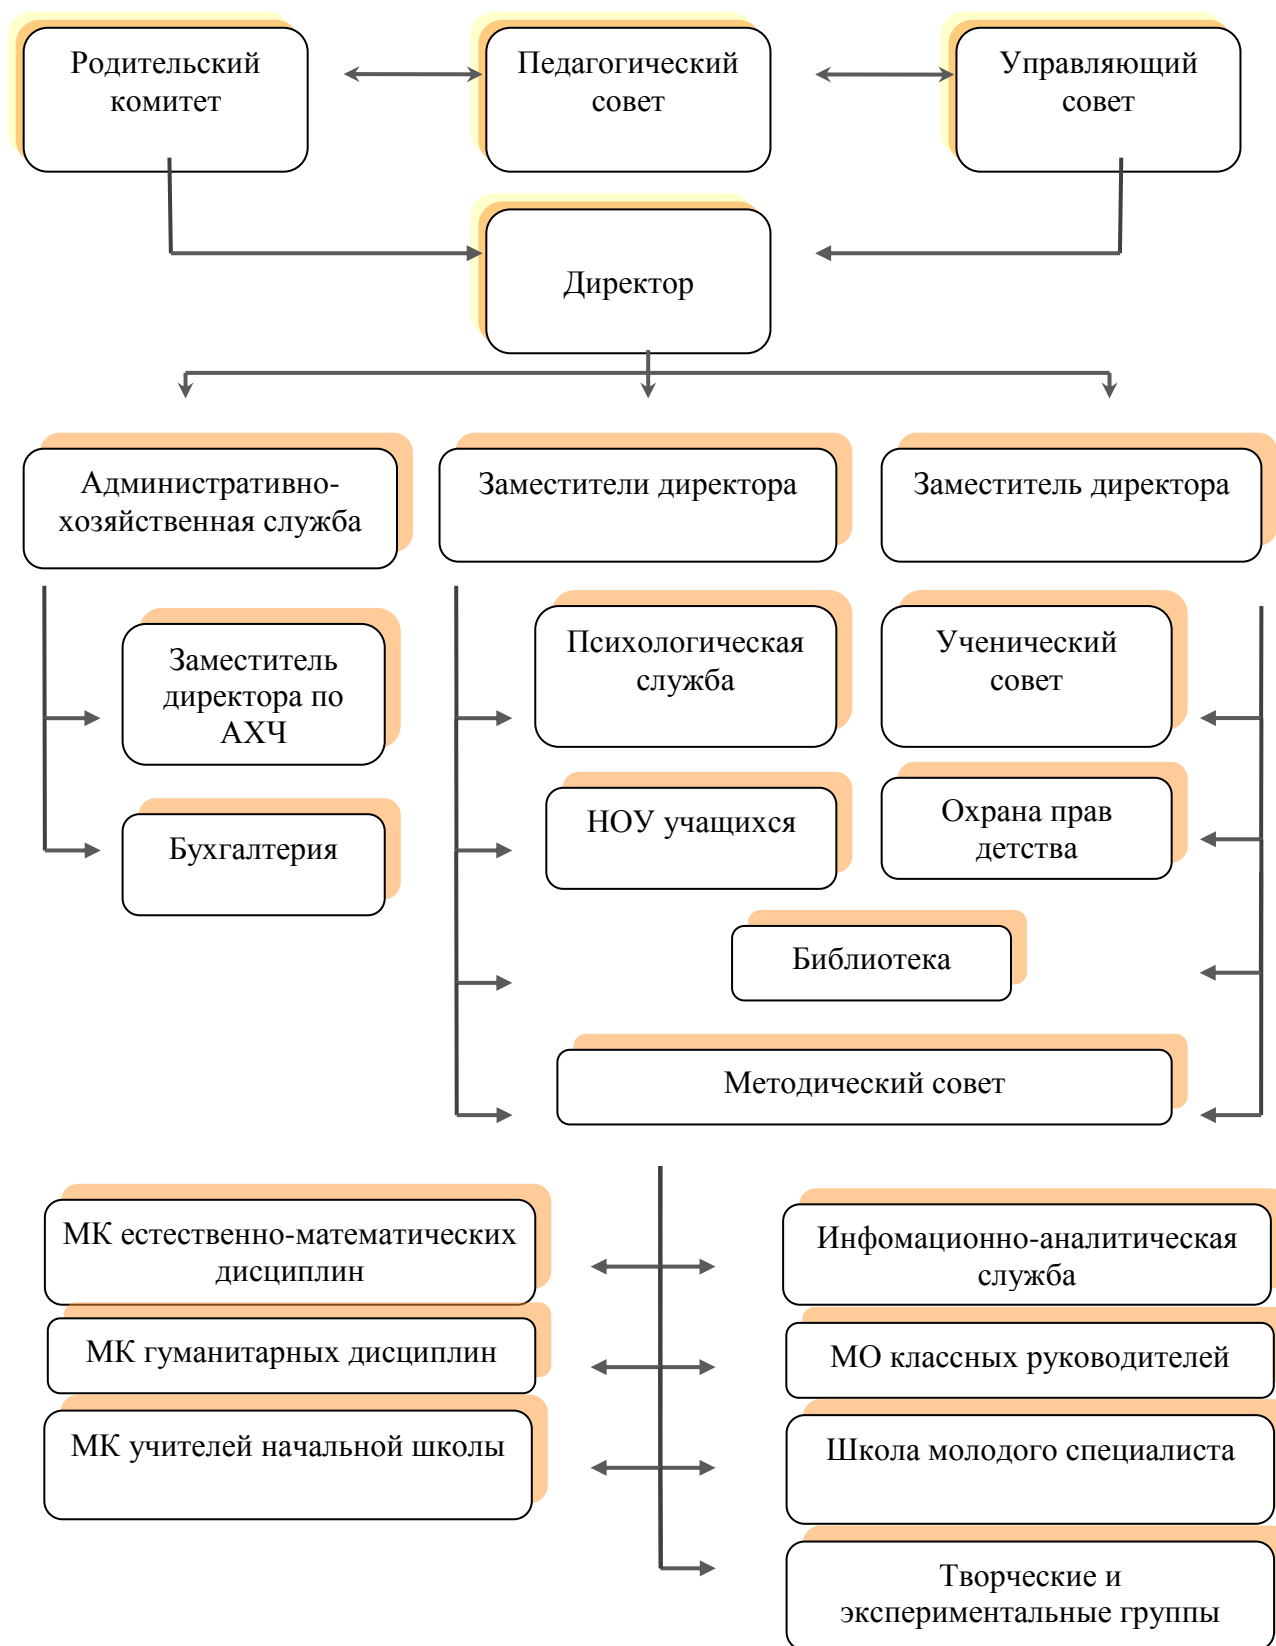 Родительский
комитет
Педагогический
совет
Управляющий
совет
Директор
Административно-
хозяйственная служба
Заместители директора
Заместитель директора
Заместитель
директора по
АХЧ
Психологическая
служба
Ученический
совет
Бухгалтерия
НОУ учащихся
Охрана прав
детства
Библиотека
Методический совет
МК естественно-математических
дисциплин
Инфомационно-аналитическая
служба
МК гуманитарных дисциплин
МО классных руководителей
МК учителей начальной школы
Школа молодого специалиста
Творческие и
экспериментальные группы